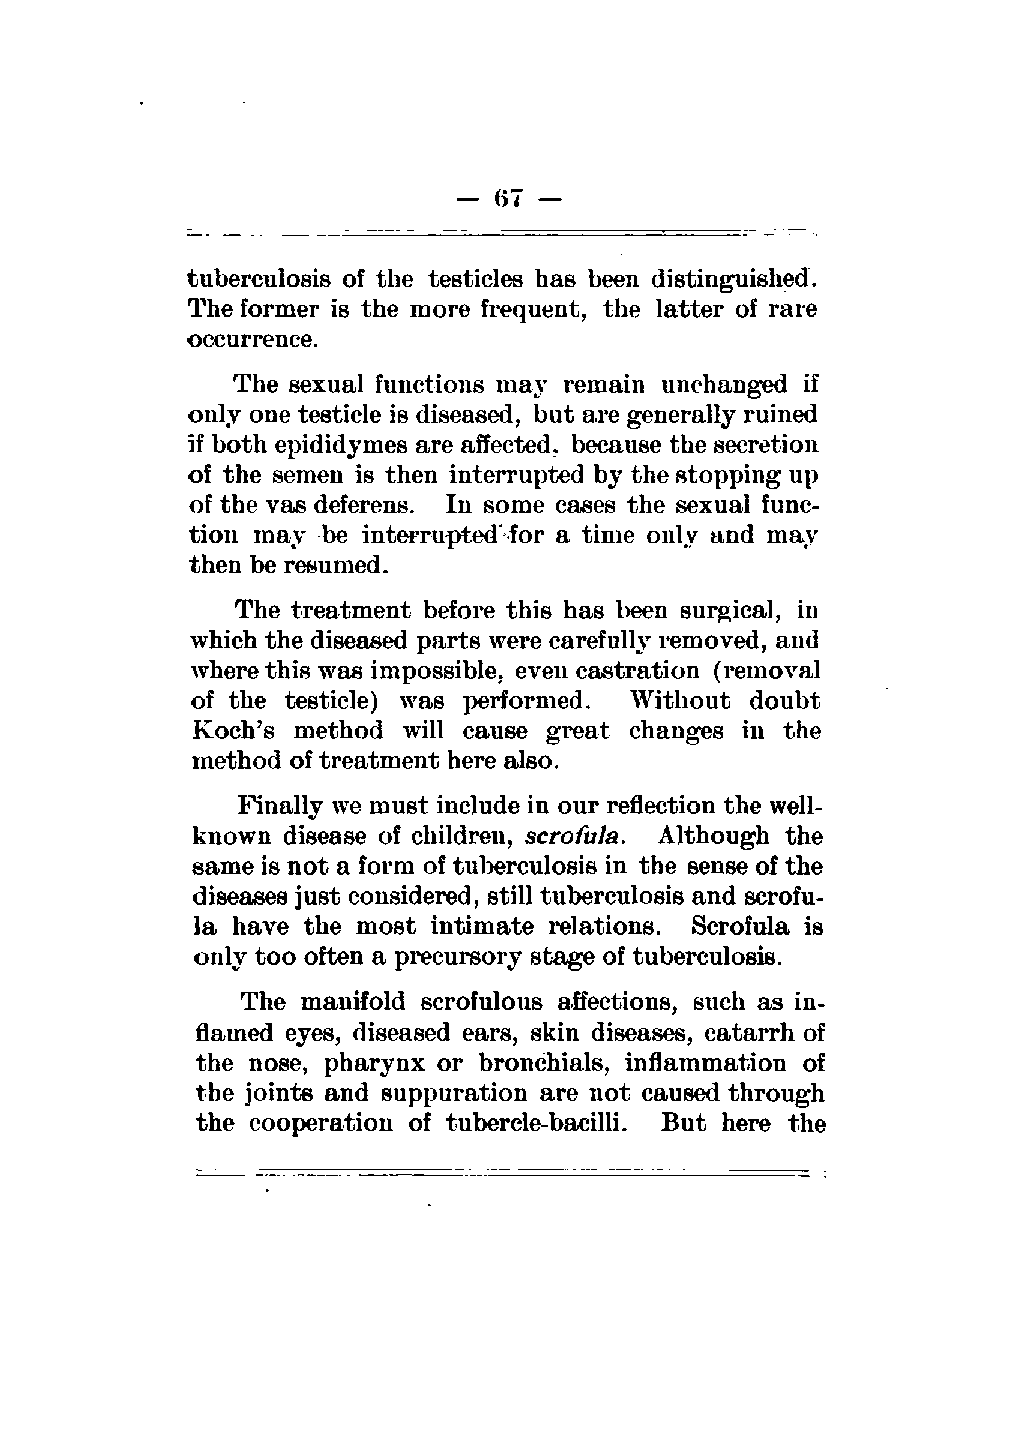 — 67 —
tuberculosis of the testicles has been distinguished.
The former is the more frequent, the latter of rare
occurrence.
The sexual functions may remain unchanged if
only one testicle is diseased, but are generally ruined
if both epididymes are affected, because the secretion
of the semen is then interrupted by the stopping up
of the vas deferens. In some cases the sexual func-
tion may be interrupted for a time only and may
then be resumed.
The treatment before this has been surgical, in
which the diseased parts were carefully removed, and
where this was impossible, even castration (removal
of the testicle) was performed. Without doubt
Koch's method will cause great changes in the
method of treatment here also.
Finally we must include in our reflection the well-
known disease of children, scrofula. Although the
same is not a form of tuberculosis in the sense of the
diseases just considered, still tuberculosis and scrofu-
la have the most intimate relations. Scrofula is
only too often a precursory stage of tuberculosis.
The manifold scrofulous affections, such as in-
flamed eyes, diseased ears, skin diseases, catarrh of
the nose, pharynx or bronchials, inflammation of
the joints and suppuration are not caused through
the cooperation of tubercle-bacilli. But here the